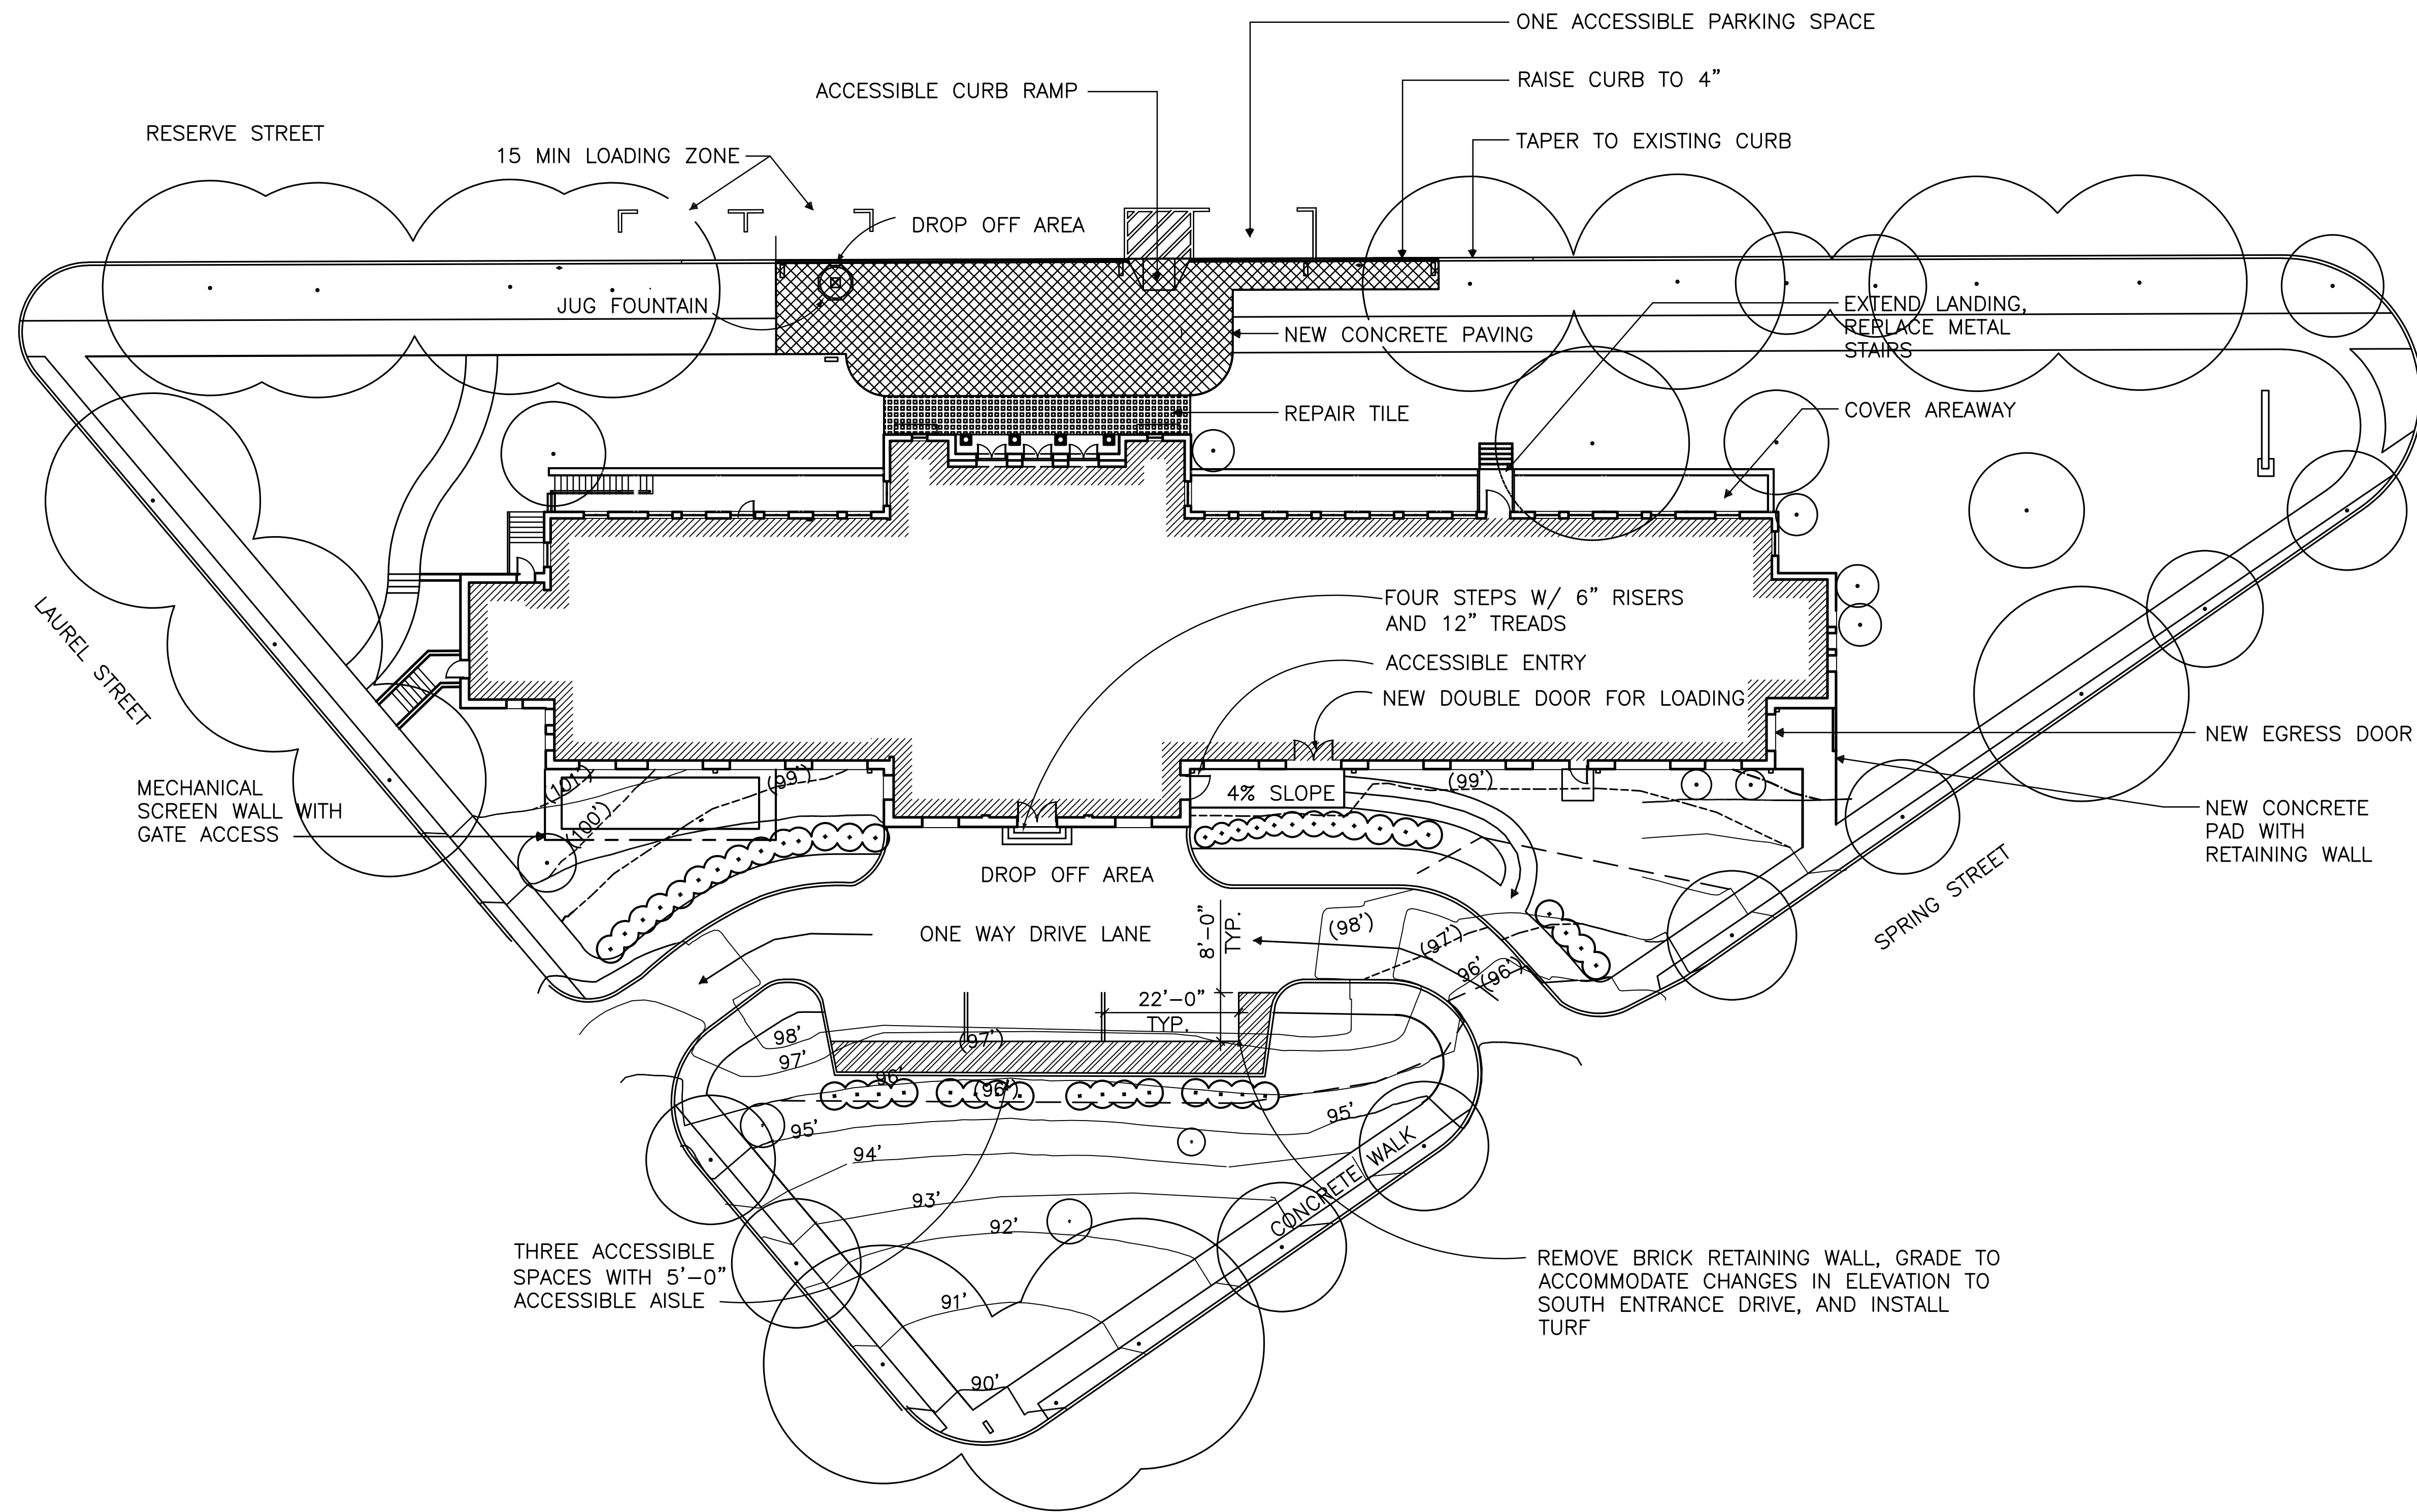 ONE ACCESSIBLE PARKING SPACE
RAISE CURB TO 4”
ACCESSIBLE CURB RAMP
RESERVE STREET
TAPER TO EXISTING CURB
15 MIN LOADING ZONE
DROP OFF AREA
JUG FOUNTAIN
EXTEND LANDING,
REPLACE METAL
STAIRS
NEW CONCRETE PAVING
REPAIR TILE
COVER AREAWAY
FOUR STEPS W/ 6” RISERS
AND 12” TREADS
LAUREL STREET
ACCESSIBLE ENTRY
NEW DOUBLE DOOR FOR LOADING
NEW EGRESS DOOR
MECHANICAL
SCREEN WALL WITH
GATE ACCESS
(101’)
(100’)
(99’)
4% SLOPE
(99’)
NEW CONCRETE
PAD WITH
RETAINING WALL
SPRING STREET
DROP OFF AREA
ONE WAY DRIVE LANE
8’-0”
TYP.
(98’)
(97’)
96’
(96’)
22’-0”
TYP.
98’
(97’)
97’
96’
(96’)
95’
95’
94’
CONCRETE WALK
93’
92’
THREE ACCESSIBLE
SPACES WITH 5’-0”
ACCESSIBLE AISLE
REMOVE BRICK RETAINING WALL, GRADE TO
ACCOMMODATE CHANGES IN ELEVATION TO
SOUTH ENTRANCE DRIVE, AND INSTALL
TURF
91’
90’